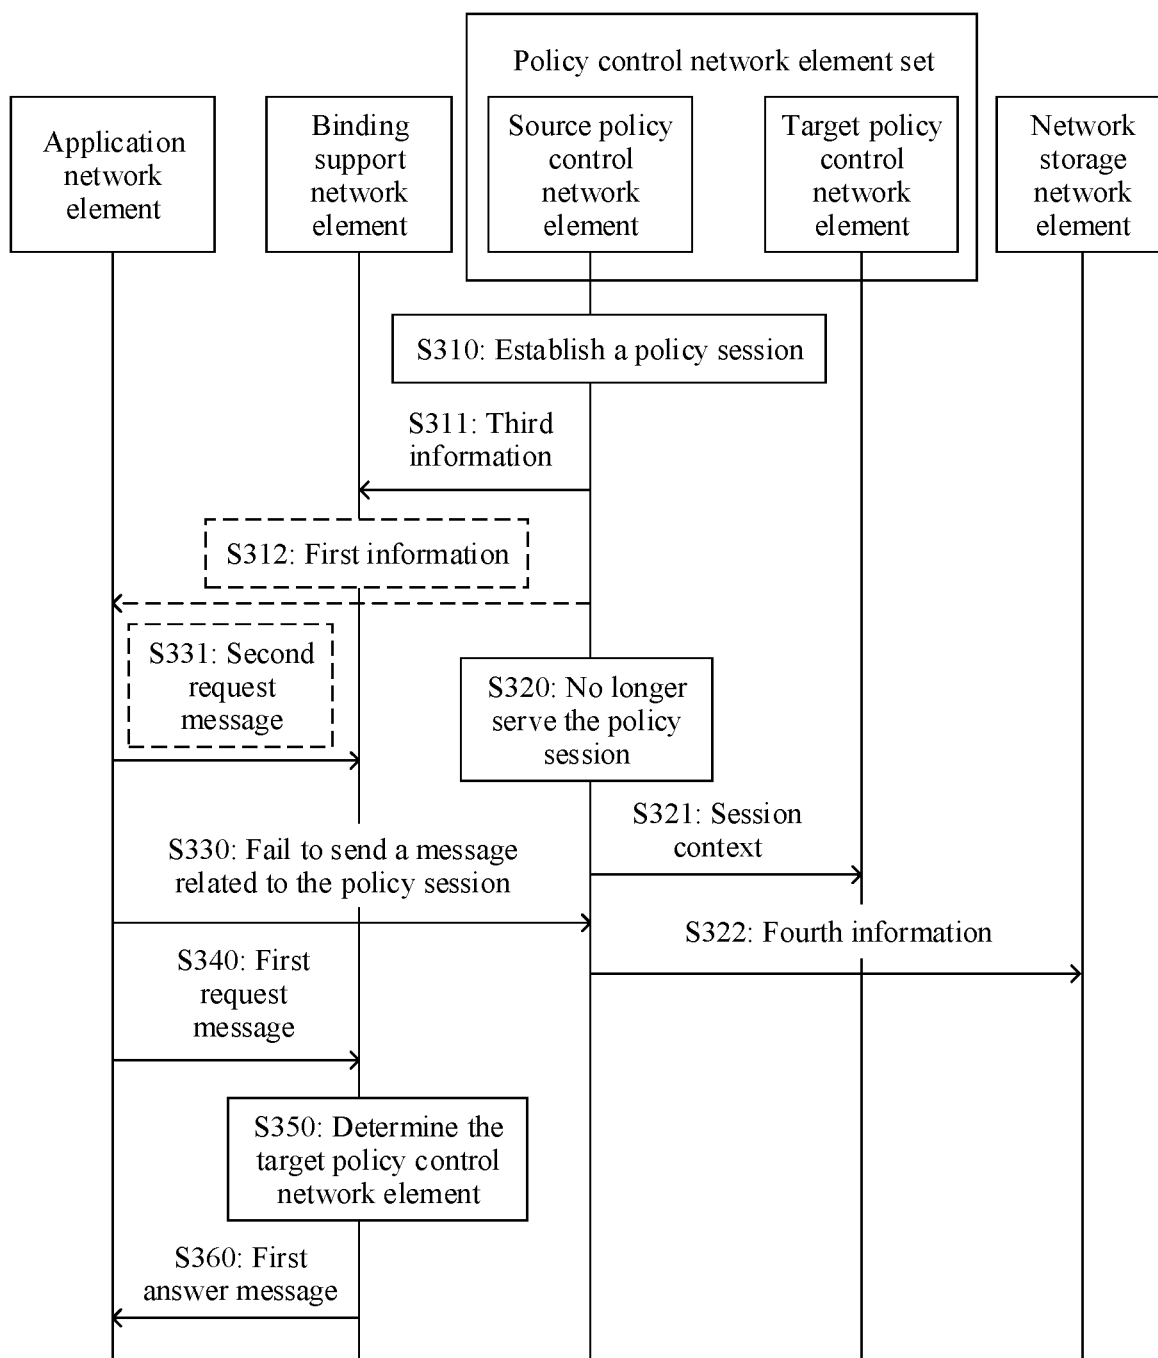 Policy control network element set
Application
network
element
Binding
support
network
element
Source policy
control
network
element
Target policy
control
network
element
Network
storage
network
element
S310: Establish a policy session
S311: Third
information
S312: First information
S331: Second
request
message
S320: No longer
serve the policy
session
S321: Session
context
S330: Fail to send a message
related to the policy session
S322: Fourth information
S340: First
request
message
S350: Determine the
target policy control
network element
S360: First
answer message